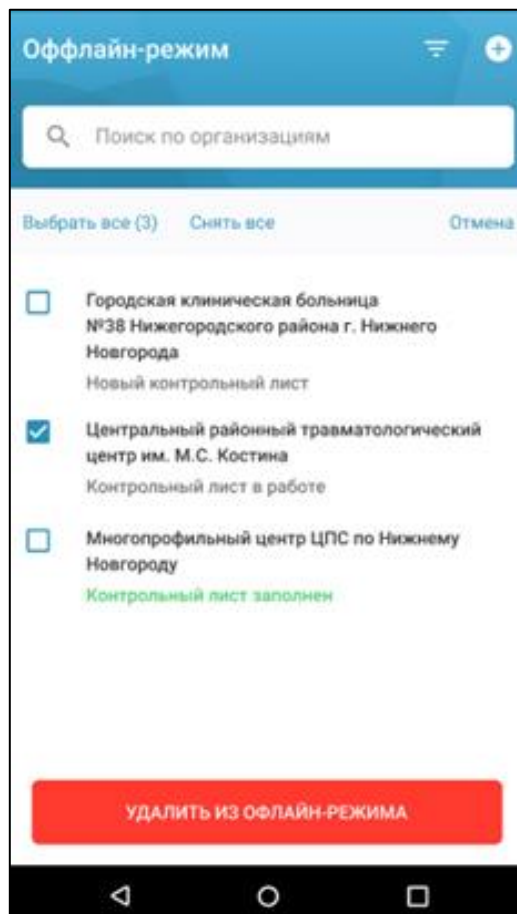 Оффлайн-режим
Поиск по организациям
Выбрать все (3) Снять все Отмена
Городская клиническая больница
№38 Нижегородского района г. Нижнего
Новгорода
Новый контрольный лист
Центральный районный травматологический
центр им. М.С. Костина
Контрольный лист в работе
Многопрофильный центр ЦПС по Нижнему
Новгороду
Контрольный лист заполнен
УДАЛИТЬ ИЗ ОФЛАЙН-РЕЖИМА